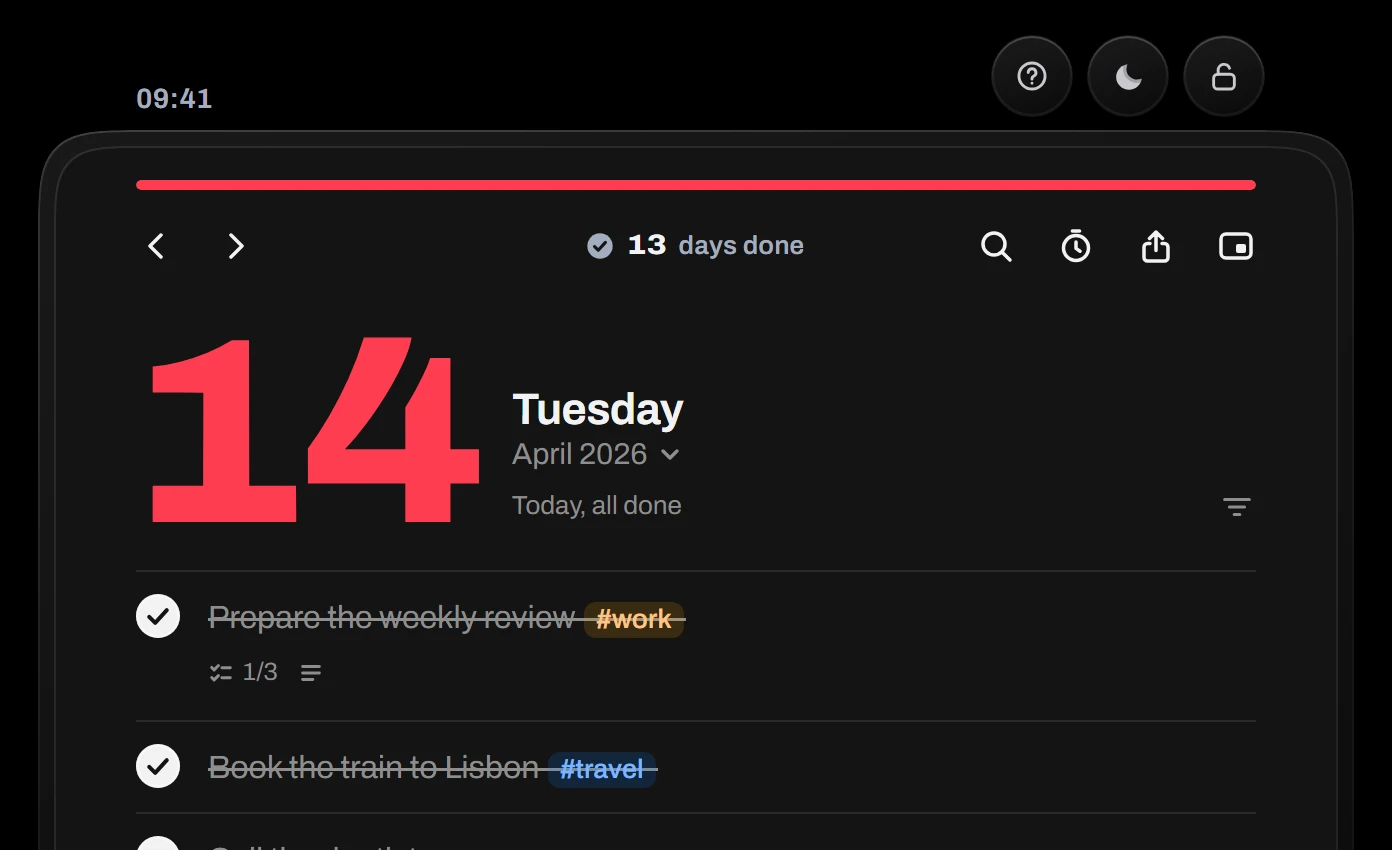 09:41
13 days done
14
Tuesday
April 2026
Today, all done
Prepare the weekly review #work
1/3
Book the train to Lisbon #travel